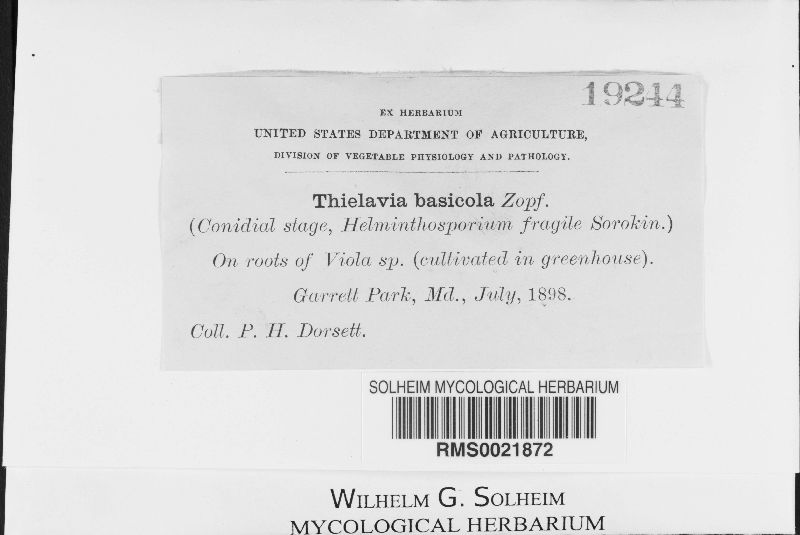 19244
EX HERBARIUM
UNITED STATES DEPARTMENT OF AGRICULTURE,
DIVISION OF VEGETABLE PHYSIOLOGY AND PATHOLOGY.
Thielavia basicola Zopf.
(Conidial stage, Helminthosporium fragile Sorokin.)
On roots of Viola sp. (cultivated in greenhouse).
Garrett Park, Md., July, 1898.
Coll. P. H. Dorsett.
SOLHEIM MYCOLOGICAL HERBARIUM
RMS0021872
WILHELM G. SOLHEIM
MYCOLOGICAL HERBARIUM